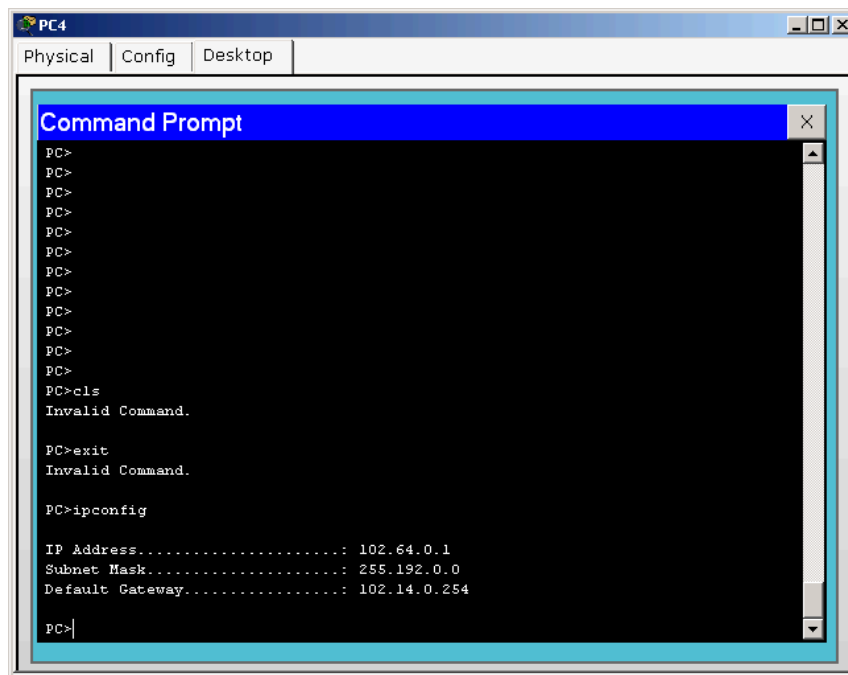 PC4
Physical Config Desktop
Command Prompt X
PC>
PC>
PC>
PC>
PC>
PC>
PC>
PC>
PC>
PC>
PC>
PC>
PC>cls
Invalid Command.
PC>exit
Invalid Command.
PC>ipconfig
IP Address......................: 102.64.0.1
Subnet Mask.....................: 255.192.0.0
Default Gateway.................: 102.14.0.254
PC>